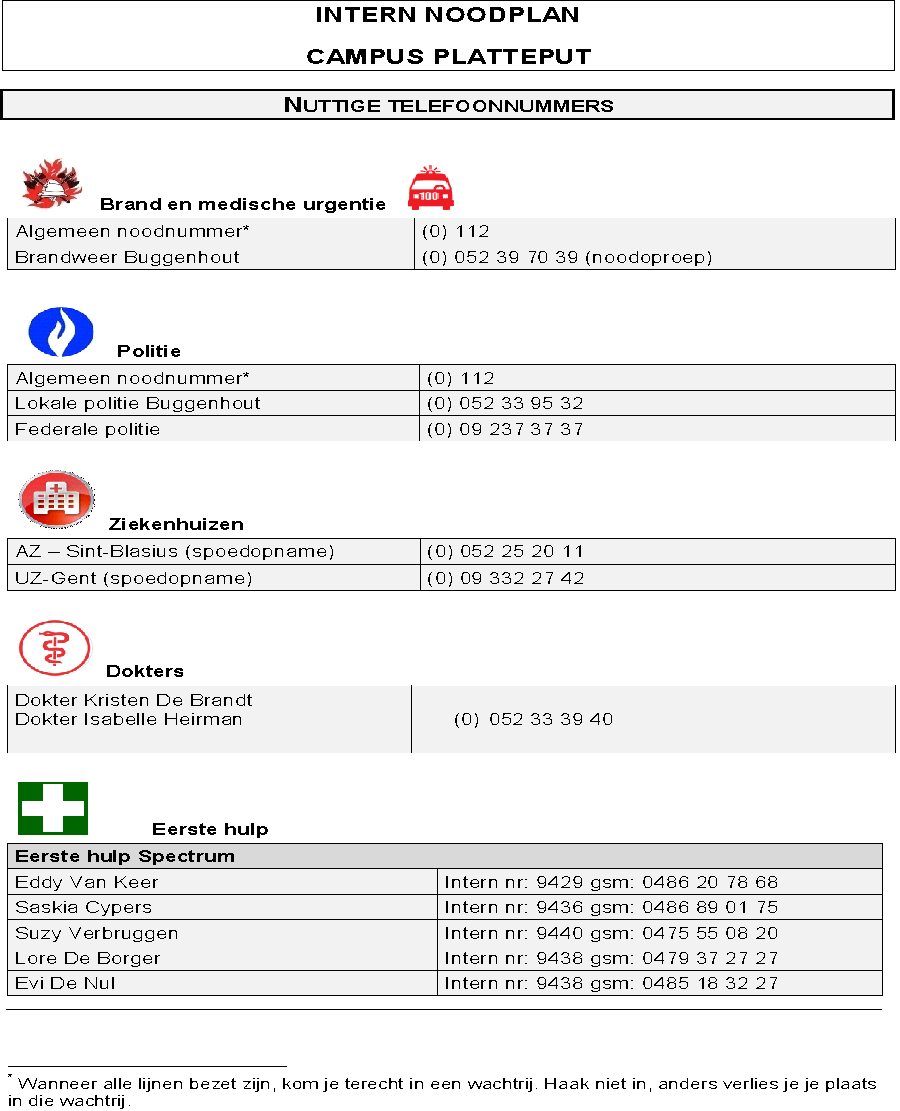 INTERN NOODPLAN
CAMPUS PLATTEPUT
NUTTIGE TELEFOONNUMMERS
100
Brand en medische urgentie
Algemeen noodnummer* (0) 112
Brandweer Buggenhout (0) 052 39 70 39 (noodoproep)
Politie
Algemeen noodnummer* (0) 112
Lokale politie Buggenhout (0) 052 33 95 32
Federale politie (0) 09 237 37 37
Ziekenhuizen
AZ – Sint-Blasius (spoedopname) (0) 052 25 20 11
UZ-Gent (spoedopname) (0) 09 332 27 42
Dokters
Dokter Kristen De Brandt
Dokter Isabelle Heirman (0) 052 33 39 40
Eerste hulp
Eerste hulp Spectrum
Eddy Van Keer Intern nr: 9429 gsm: 0486 20 78 68
Saskia Cypers Intern nr: 9436 gsm: 0486 89 01 75
Suzy Verbruggen Intern nr: 9440 gsm: 0475 55 08 20
Lore De Borger Intern nr: 9438 gsm: 0479 37 27 27
Evi De Nul Intern nr: 9438 gsm: 0485 18 32 27
* Wanneer alle lijnen bezet zijn, kom je terecht in een wachtrij. Haak niet in, anders verlies je je plaats
in die wachtrij.